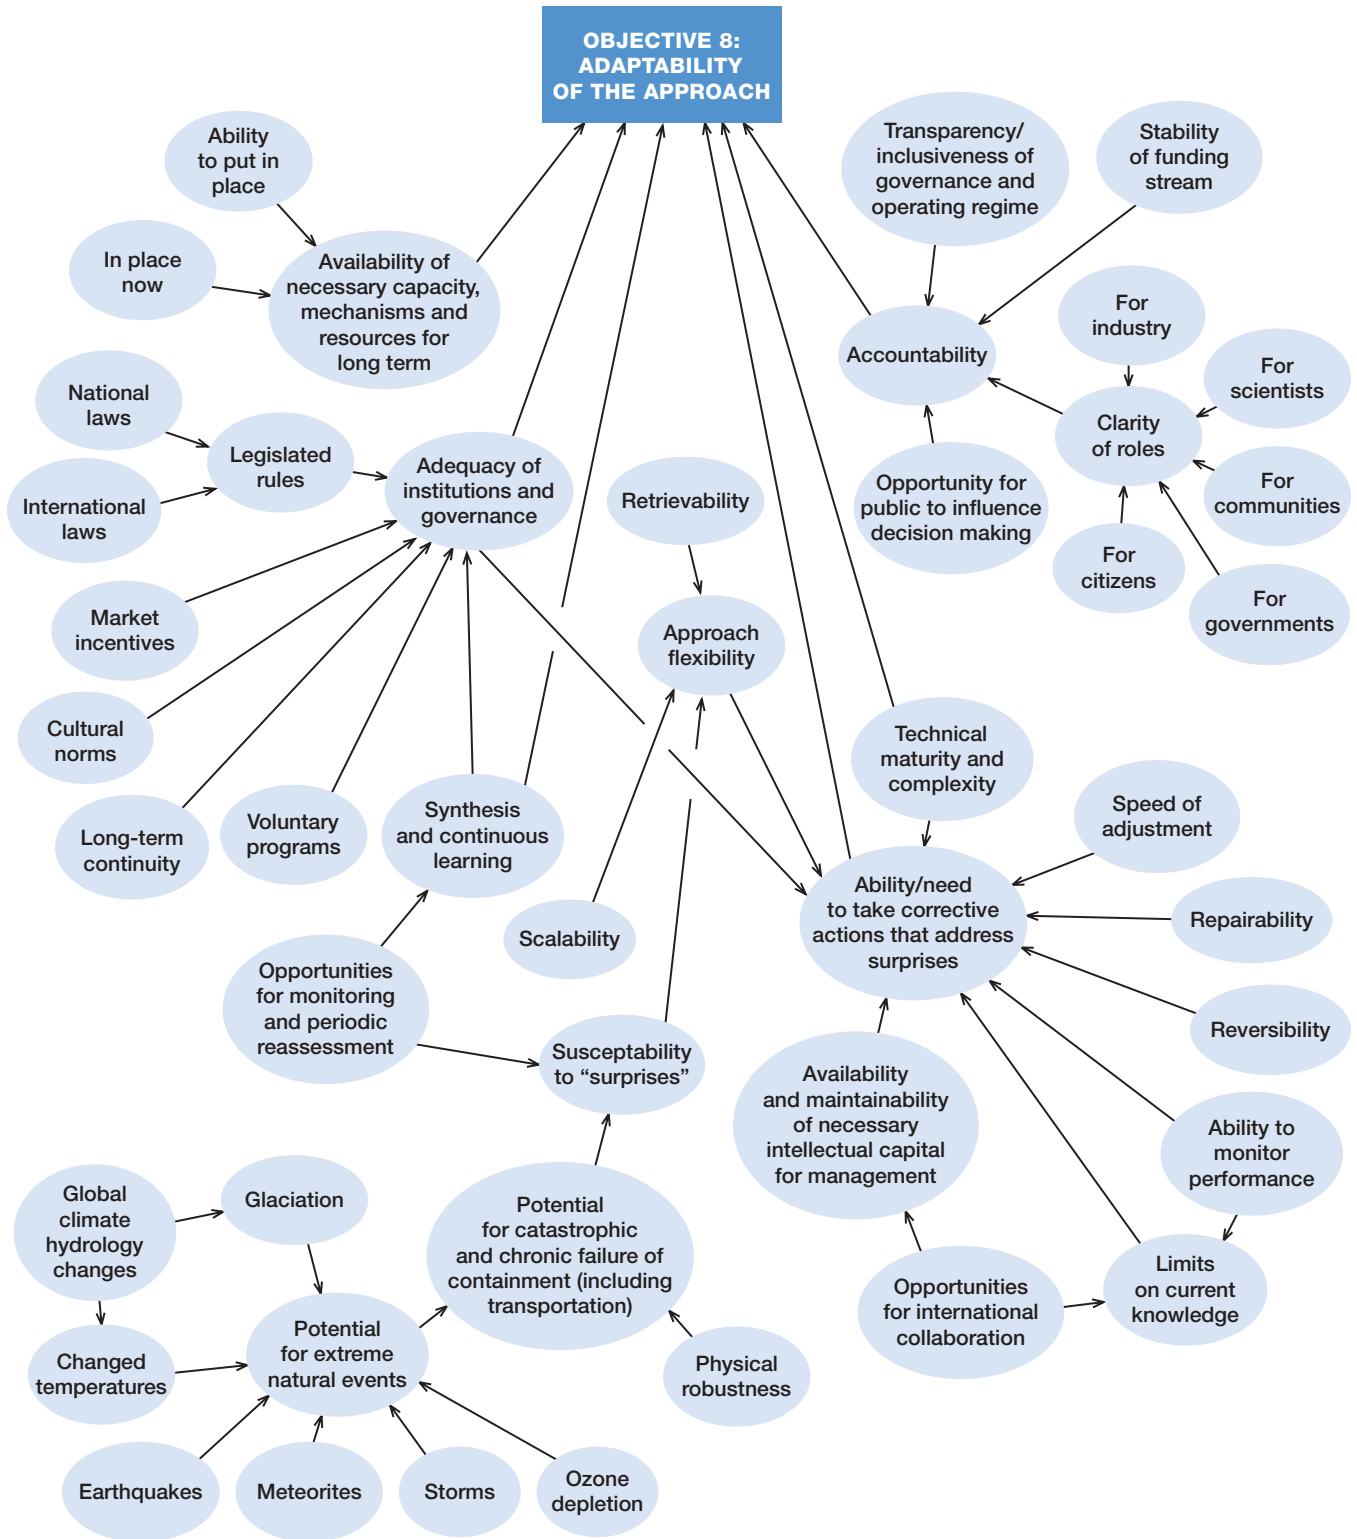 OBJECTIVE 8:
ADAPTABILITY
OF THE APPROACH
Ability
to put in
place
In place
now
Availability of
necessary capacity,
mechanisms and
resources for
long term
Transparency/
inclusiveness of
governance and
operating regime
Stability
of funding
stream
For
industry
Accountability
For
scientists
Clarity
of roles
For
communities
Opportunity for
public to influence
decision making
For
citizens
For
governments
National
laws
Legislated
rules
International
laws
Adequacy of
institutions and
governance
Retrievability
Market
incentives
Approach
flexibility
Cultural
norms
Long-term
continuity
Voluntary
programs
Synthesis
and continuous
learning
Technical
maturity and
complexity
Speed of
adjustment
Ability/need
to take corrective
actions that address
surprises
Repairability
Scalability
Opportunities
for monitoring
and periodic
reassessment
Reversibility
Susceptability
to “surprises”
Availability
and maintainability
of necessary
intellectual capital
for management
Ability to
monitor
performance
Global
climate
hydrology
changes
Glaciation
Potential
for catastrophic
and chronic failure of
containment (including
transportation)
Opportunities
for international
collaboration
Limits
on current
knowledge
Changed
temperatures
Potential
for extreme
natural events
Physical
robustness
Earthquakes
Meteorites
Storms
Ozone
depletion